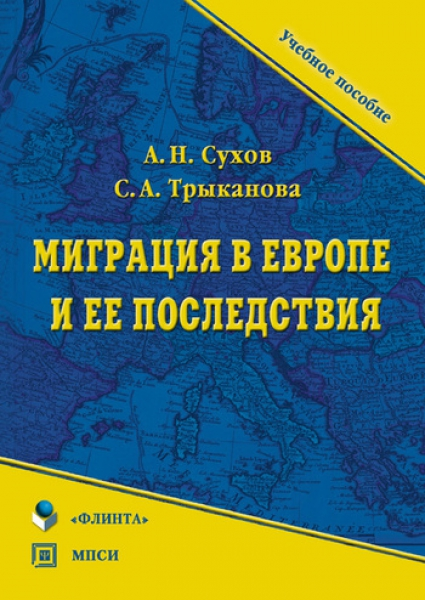 Учебное пособие
А. Н. Сухов
С. А. Трыканова
МИГРАЦИЯ В ЕВРОПЕ
И ЕЕ ПОСЛЕДСТВИЯ
«ФЛИНТА»
МПСИ